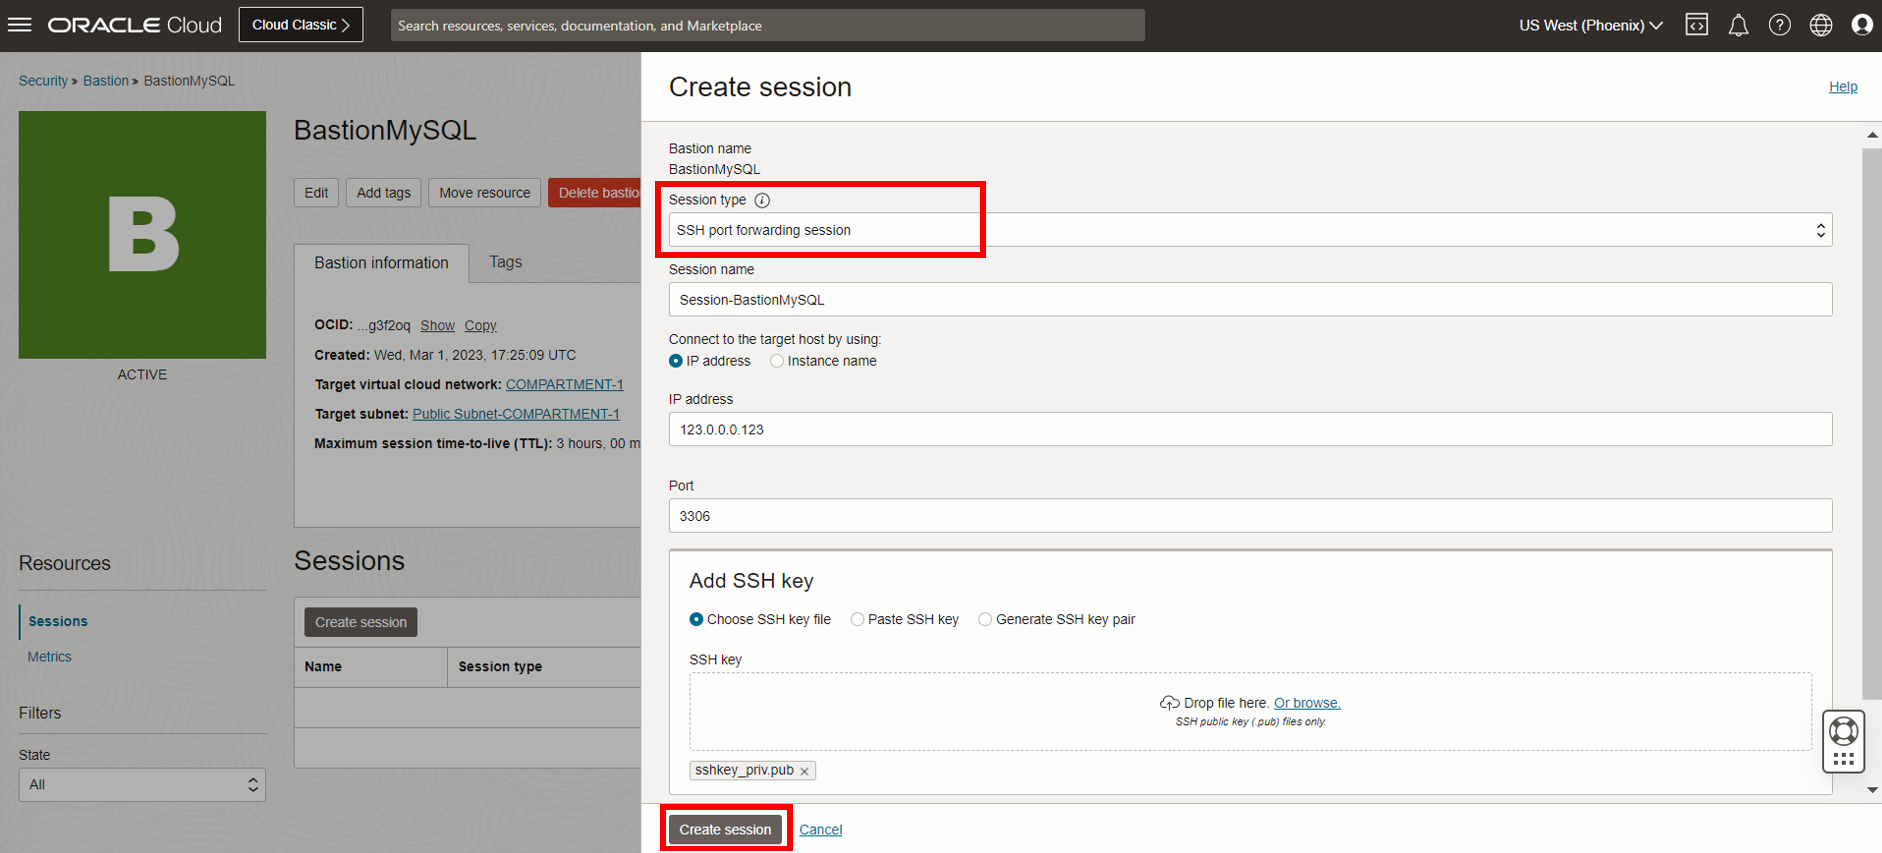 ORACLE Cloud
Cloud Classic >
Search resources, services, documentation, and Marketplace
US West (Phoenix)
Security » Bastion » BastionMySQL
B
ACTIVE
BastionMySQL
Edit
Add tags
Move resource
Delete bastio
Bastion information
Tags
OCID: ...g3f2oq Show Copy
Created: Wed, Mar 1, 2023, 17:25:09 UTC
Target virtual cloud network: COMPARTMENT-1
Target subnet: Public Subnet-COMPARTMENT-1
Maximum session time-to-live (TTL): 3 hours, 00 m
Resources
Sessions
Metrics
Filters
State
All
Sessions
Create session
Name
Session type
Create session
Help
Bastion name
BastionMySQL
Session type
SSH port forwarding session
Session name
Session-BastionMySQL
Connect to the target host by using:
IP address
Instance name
IP address
123.0.0.0.123
Port
3306
Add SSH key
Choose SSH key file
Paste SSH key
Generate SSH key pair
SSH key
Drop file here. Or browse.
SSH public key (.pub) files only.
sshkey_priv.pub ×
Create session
Cancel